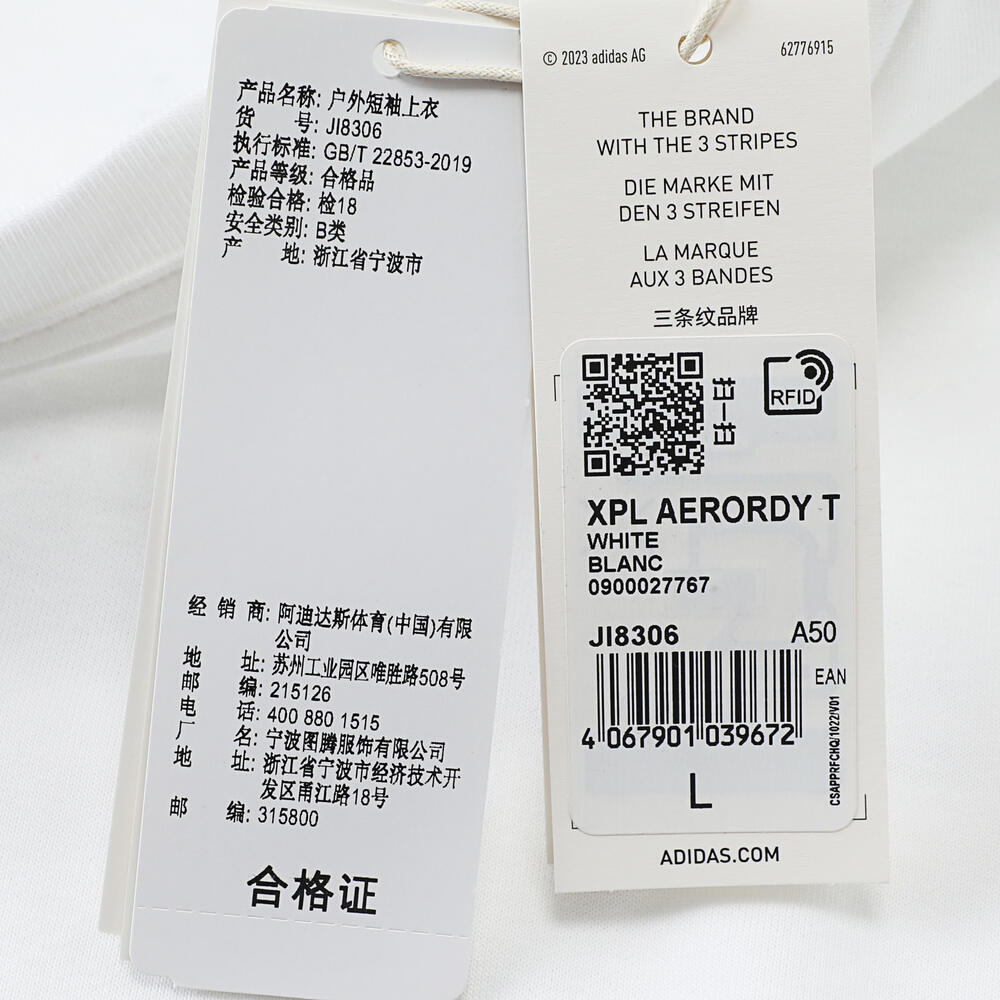 产品名称: 户外短袖上衣
货 号: JI8306
执行标准: GB/T 22853-2019
产品等级: 合格品
检验合格: 检18
安全类别: B类
产 地: 浙江省宁波市
经 销 商: 阿迪达斯体育(中国)有限
公司
地 址: 苏州工业园区唯胜路508号
邮 编: 215126
电 话: 400 880 1515
厂 名: 宁波图腾服饰有限公司
地 址: 浙江省宁波市经济技术开
发区甬江路18号
邮 编: 315800
合格证
© 2023 adidas AG
62776915
THE BRAND
WITH THE 3 STRIPES
DIE MARKE MIT
DEN 3 STREIFEN
LA MARQUE
AUX 3 BANDES
三条纹品牌
扫一扫
RFID
XPL AERORDY T
WHITE
BLANC
0900027767
JI8306 A50
EAN
4 067901 039672
L
CSAPPRFCHQ/1022/V01
ADIDAS.COM